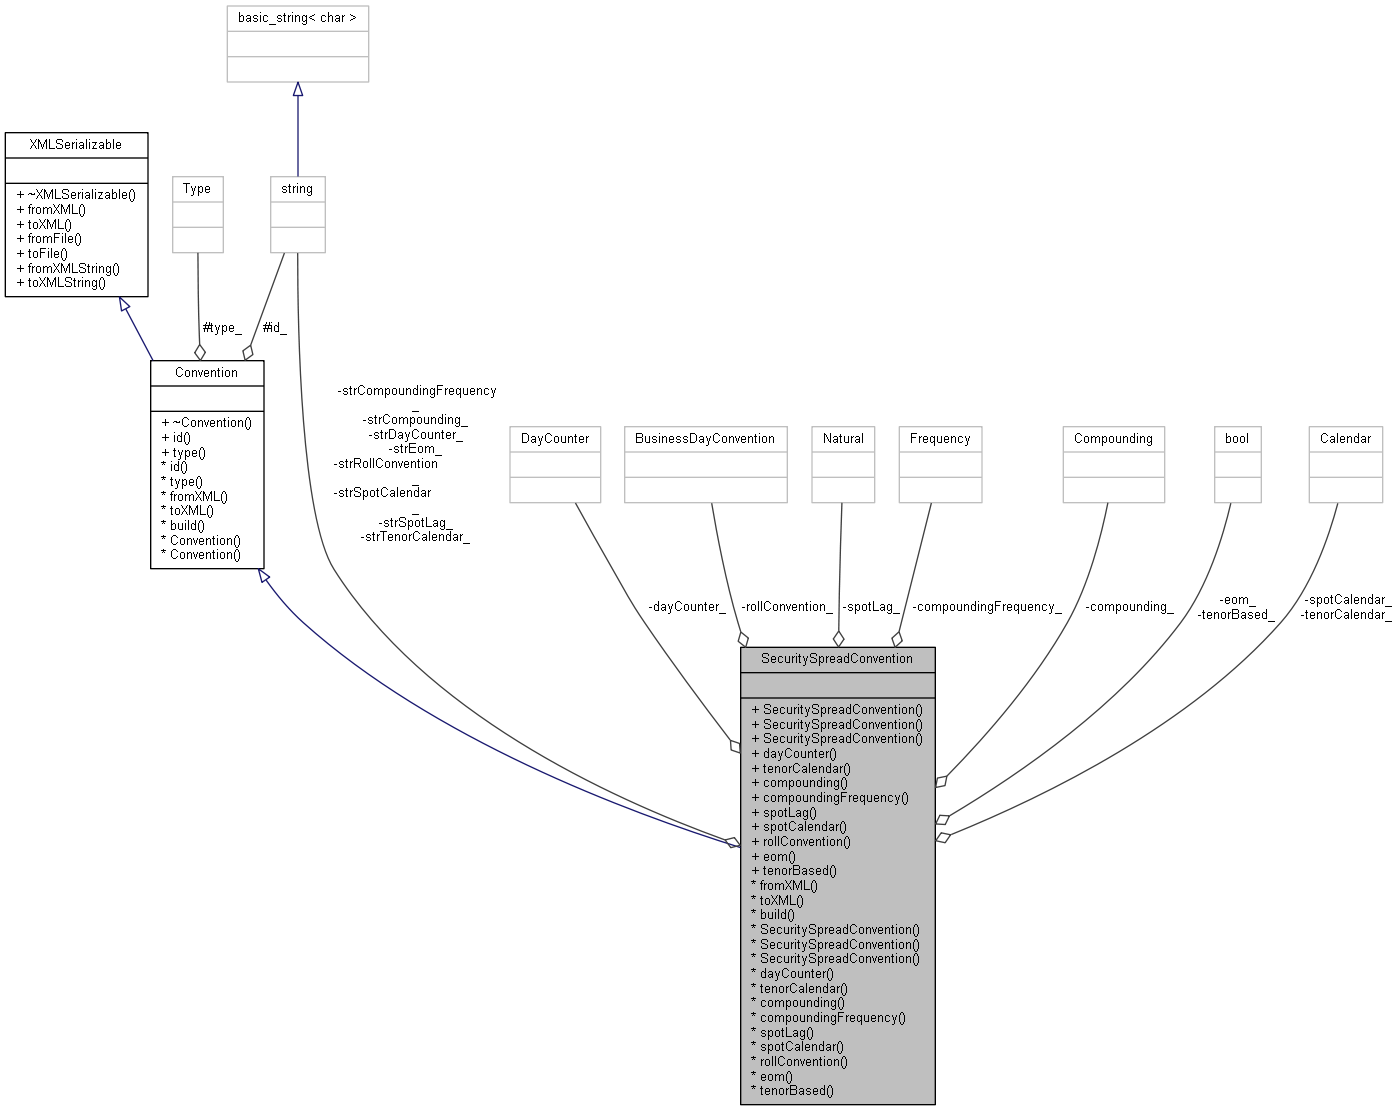 basic_string< char >
XMLSerializable
+ ~XMLSerializable()
+ fromXML()
+ toXML()
+ fromFile()
+ toFile()
+ fromXMLString()
+ toXMLString()
Type
string
#type_
#id_
Convention
+ ~Convention()
+ id()
+ type()
* id()
* type()
* fromXML()
* toXML()
* build()
* Convention()
* Convention()
-strCompoundingFrequency
_
-strCompounding_
-strDayCounter_
-strEom_
-strRollConvention
_
-strSpotCalendar
_
-strSpotLag_
-strTenorCalendar_
DayCounter
BusinessDayConvention
Natural
Frequency
Compounding
bool
Calendar
-dayCounter_
-rollConvention_
-spotLag_
-compoundingFrequency_
-compounding_
-eom_
-tenorBased_
-spotCalendar_
-tenorCalendar_
SecuritySpreadConvention
+ SecuritySpreadConvention()
+ SecuritySpreadConvention()
+ SecuritySpreadConvention()
+ dayCounter()
+ tenorCalendar()
+ compounding()
+ compoundingFrequency()
+ spotLag()
+ spotCalendar()
+ rollConvention()
+ eom()
+ tenorBased()
* fromXML()
* toXML()
* build()
* SecuritySpreadConvention()
* SecuritySpreadConvention()
* SecuritySpreadConvention()
* dayCounter()
* tenorCalendar()
* compounding()
* compoundingFrequency()
* spotLag()
* spotCalendar()
* rollConvention()
* eom()
* tenorBased()